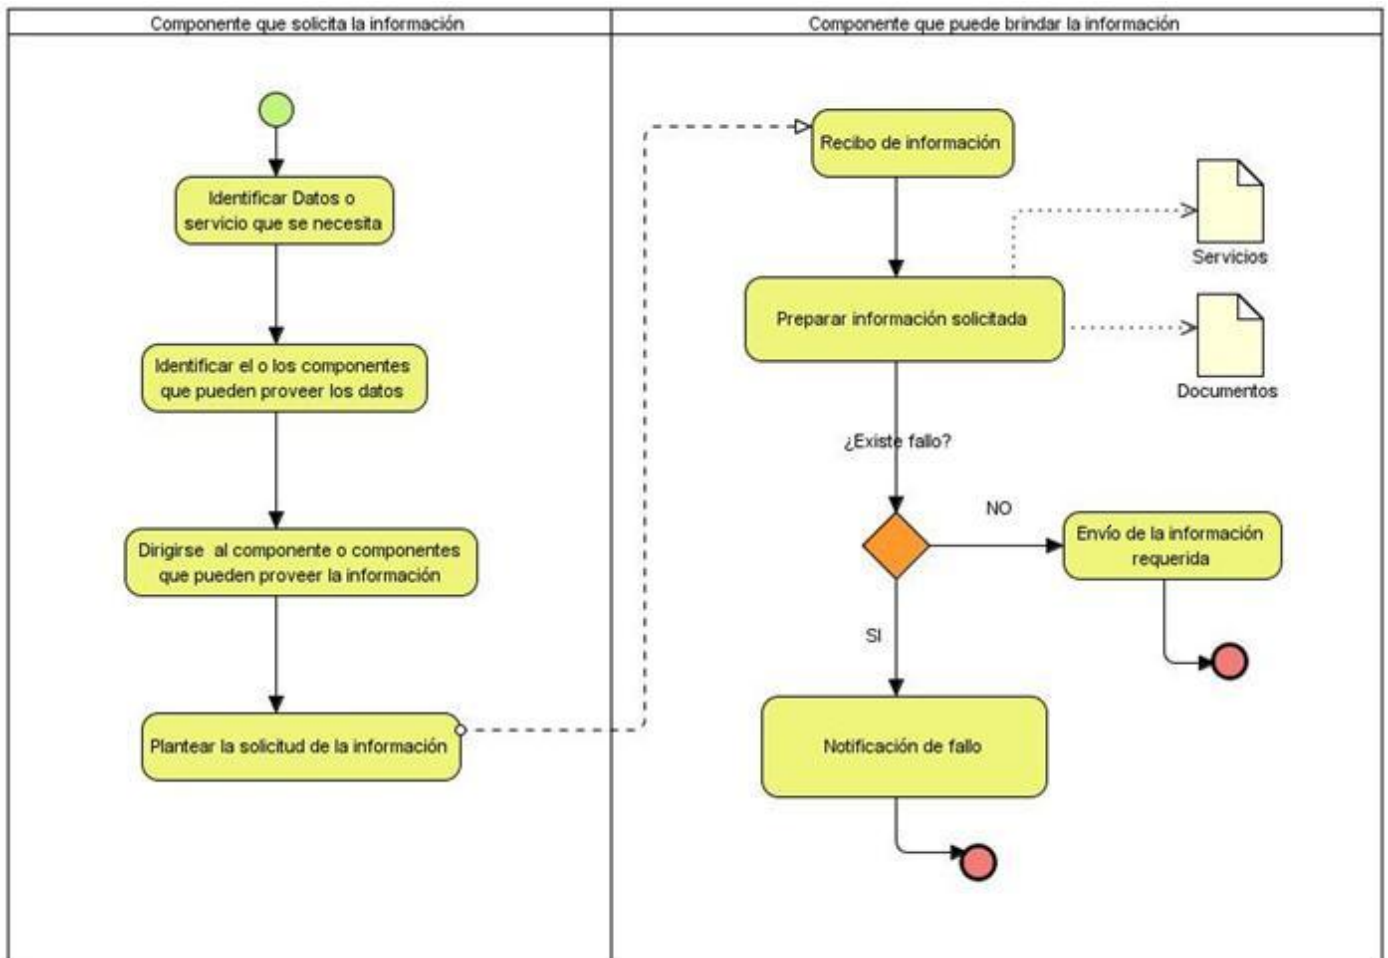 Componente que solicita la información
Componente que puede brindar la información
Identificar Datos o
servicio que se necesita
Identificar el o los componentes
que pueden proveer los datos
Dirigirse al componente o componentes
que pueden proveer la información
Plantear la solicitud de la información
Recibo de información
Servicios
Preparar información solicitada
Documentos
¿Existe fallo?
NO
Envío de la información
requerida
SI
Notificación de fallo